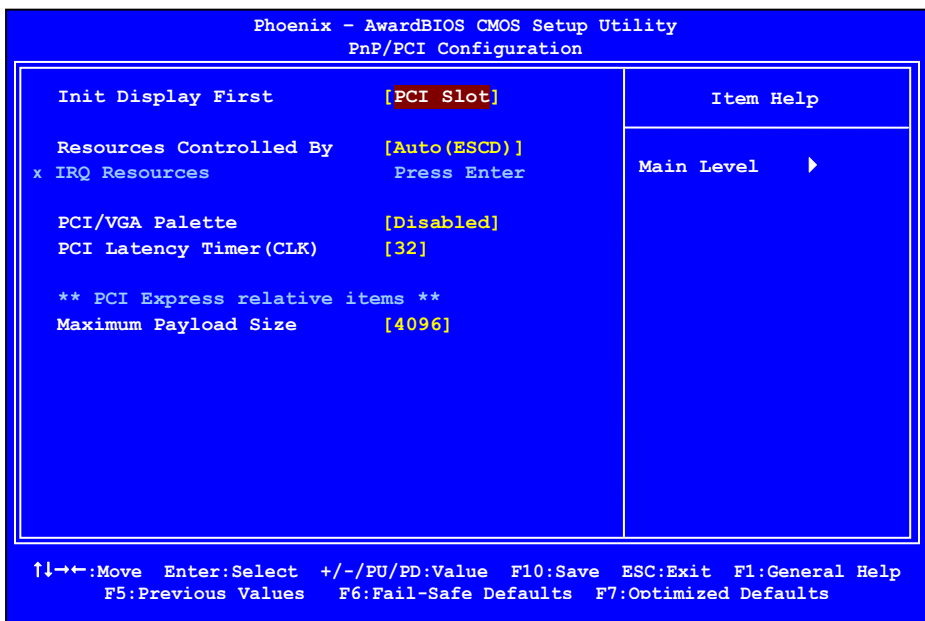 Phoenix – AwardBIOS CMOS Setup Utility
PnP/PCI Configuration
Init Display First [PCI Slot]
Resources Controlled By [Auto(ESCD)]
x IRQ Resources Press Enter
PCI/VGA Palette [Disabled]
PCI Latency Timer(CLK) [32]
** PCI Express relative items **
Maximum Payload Size [4096]
Item Help
Main Level
↑↓→←:Move Enter:Select +/-/PU/PD:Value F10:Save ESC:Exit F1:General Help
F5:Previous Values F6:Fail-Safe Defaults F7:Optimized Defaults